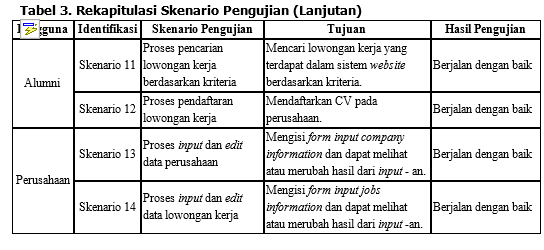 Tabel 3. Rekapitulasi Skenario Pengujian (Lanjutan)
Identifikasi Skenario Pengujian Tujuan Hasil Pengujian
Alumni
Skenario 11
Proses pencarian
lowongan kerja
berdasarkan kriteria
Mencari lowongan kerja yang
terdapat dalam sistem website
berdasarkan kriteria.
Berjalan dengan baik
Skenario 12
Proses pendaftaran
lowongan kerja
Mendaftarkan CV pada
perusahaan.
Berjalan dengan baik
Perusahaan
Skenario 13
Proses input dan edit
data perusahaan
Mengisi form input company
information dan dapat melihat
atau merubah hasil dari input - an.
Berjalan dengan baik
Skenario 14
Proses input dan edit
data lowongan kerja
Mengisi form input jobs
information dan dapat melihat
atau merubah hasil dari input -an.
Berjalan dengan baik